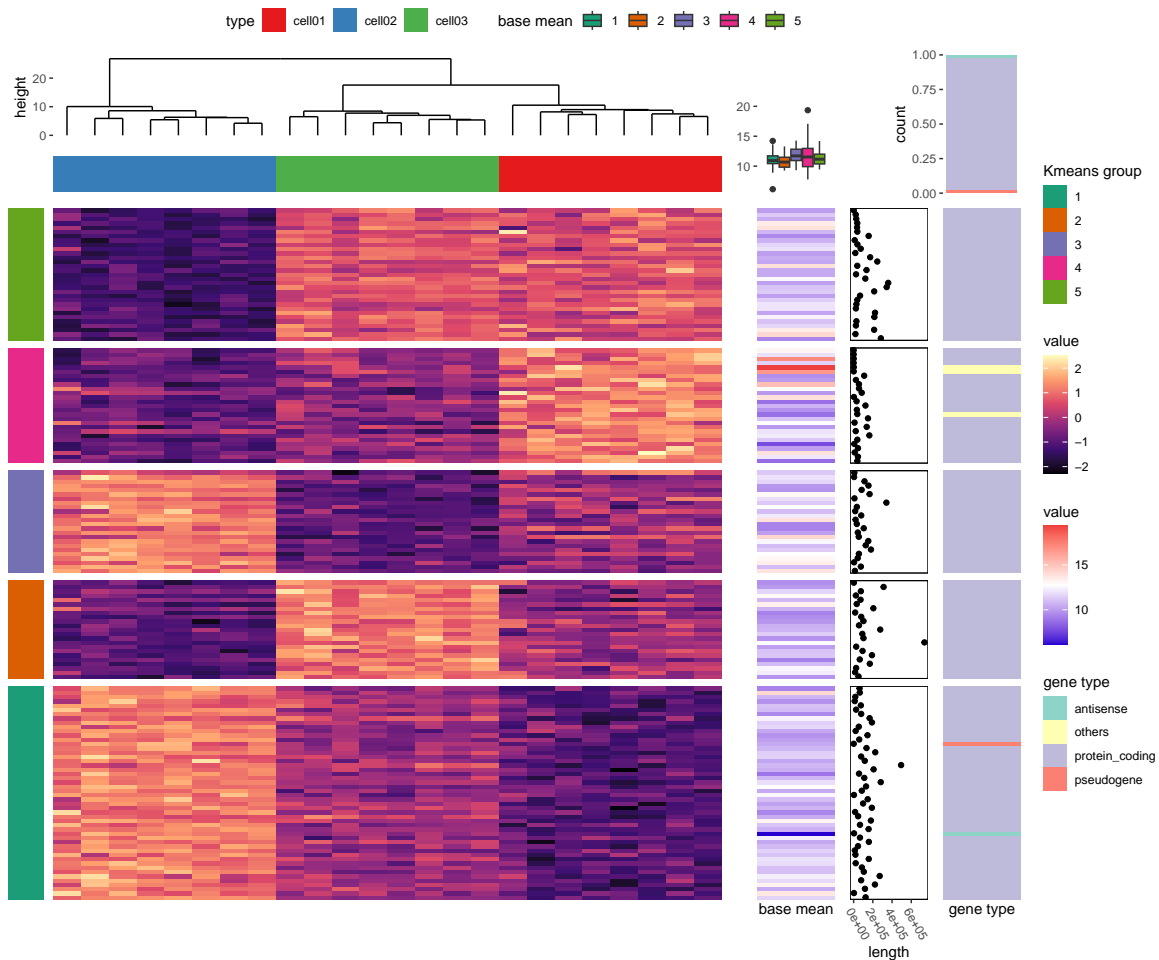 type cell01 cell02 cell03 base mean 1 2 3 4 5
height
20
10
0
20
15
10
count
1.00
0.75
0.50
0.25
0.00
Kmeans group
1
2
3
4
5
value
2
1
0
−1
−2
value
15
10
gene type
antisense
others
protein_coding
pseudogene
base mean
0e+00
2e+05
4e+05
6e+05
length
gene type